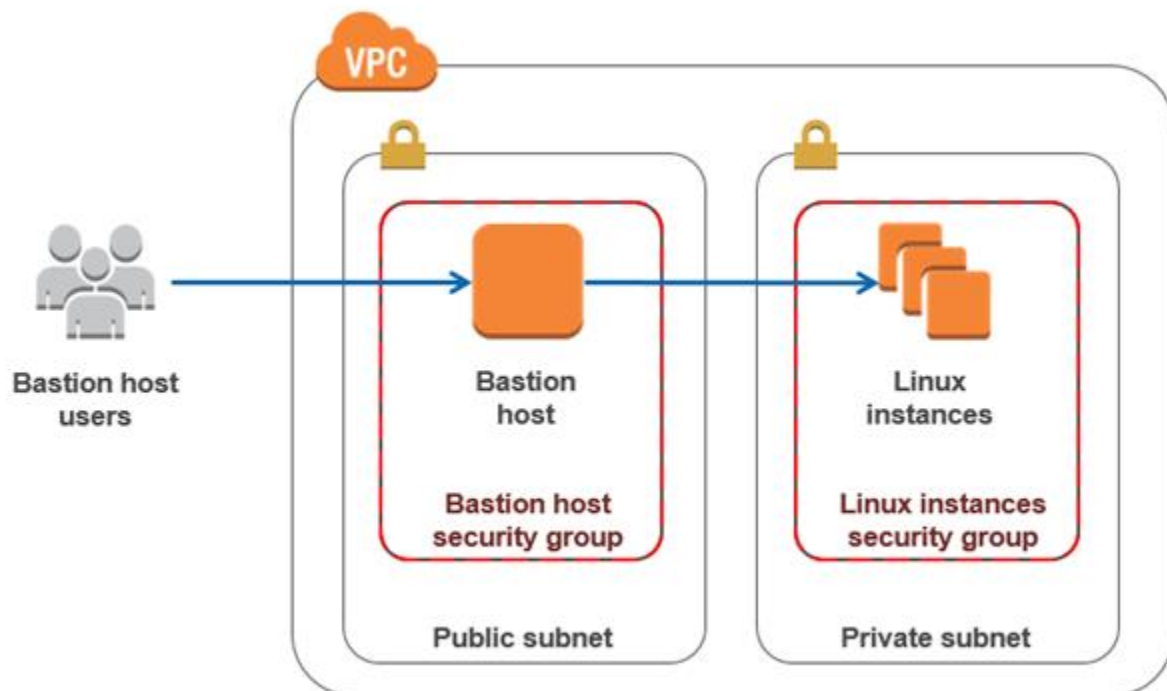 VPC
Bastion host
users
Bastion
host
Bastion host
security group
Public subnet
Linux
instances
Linux instances
security group
Private subnet